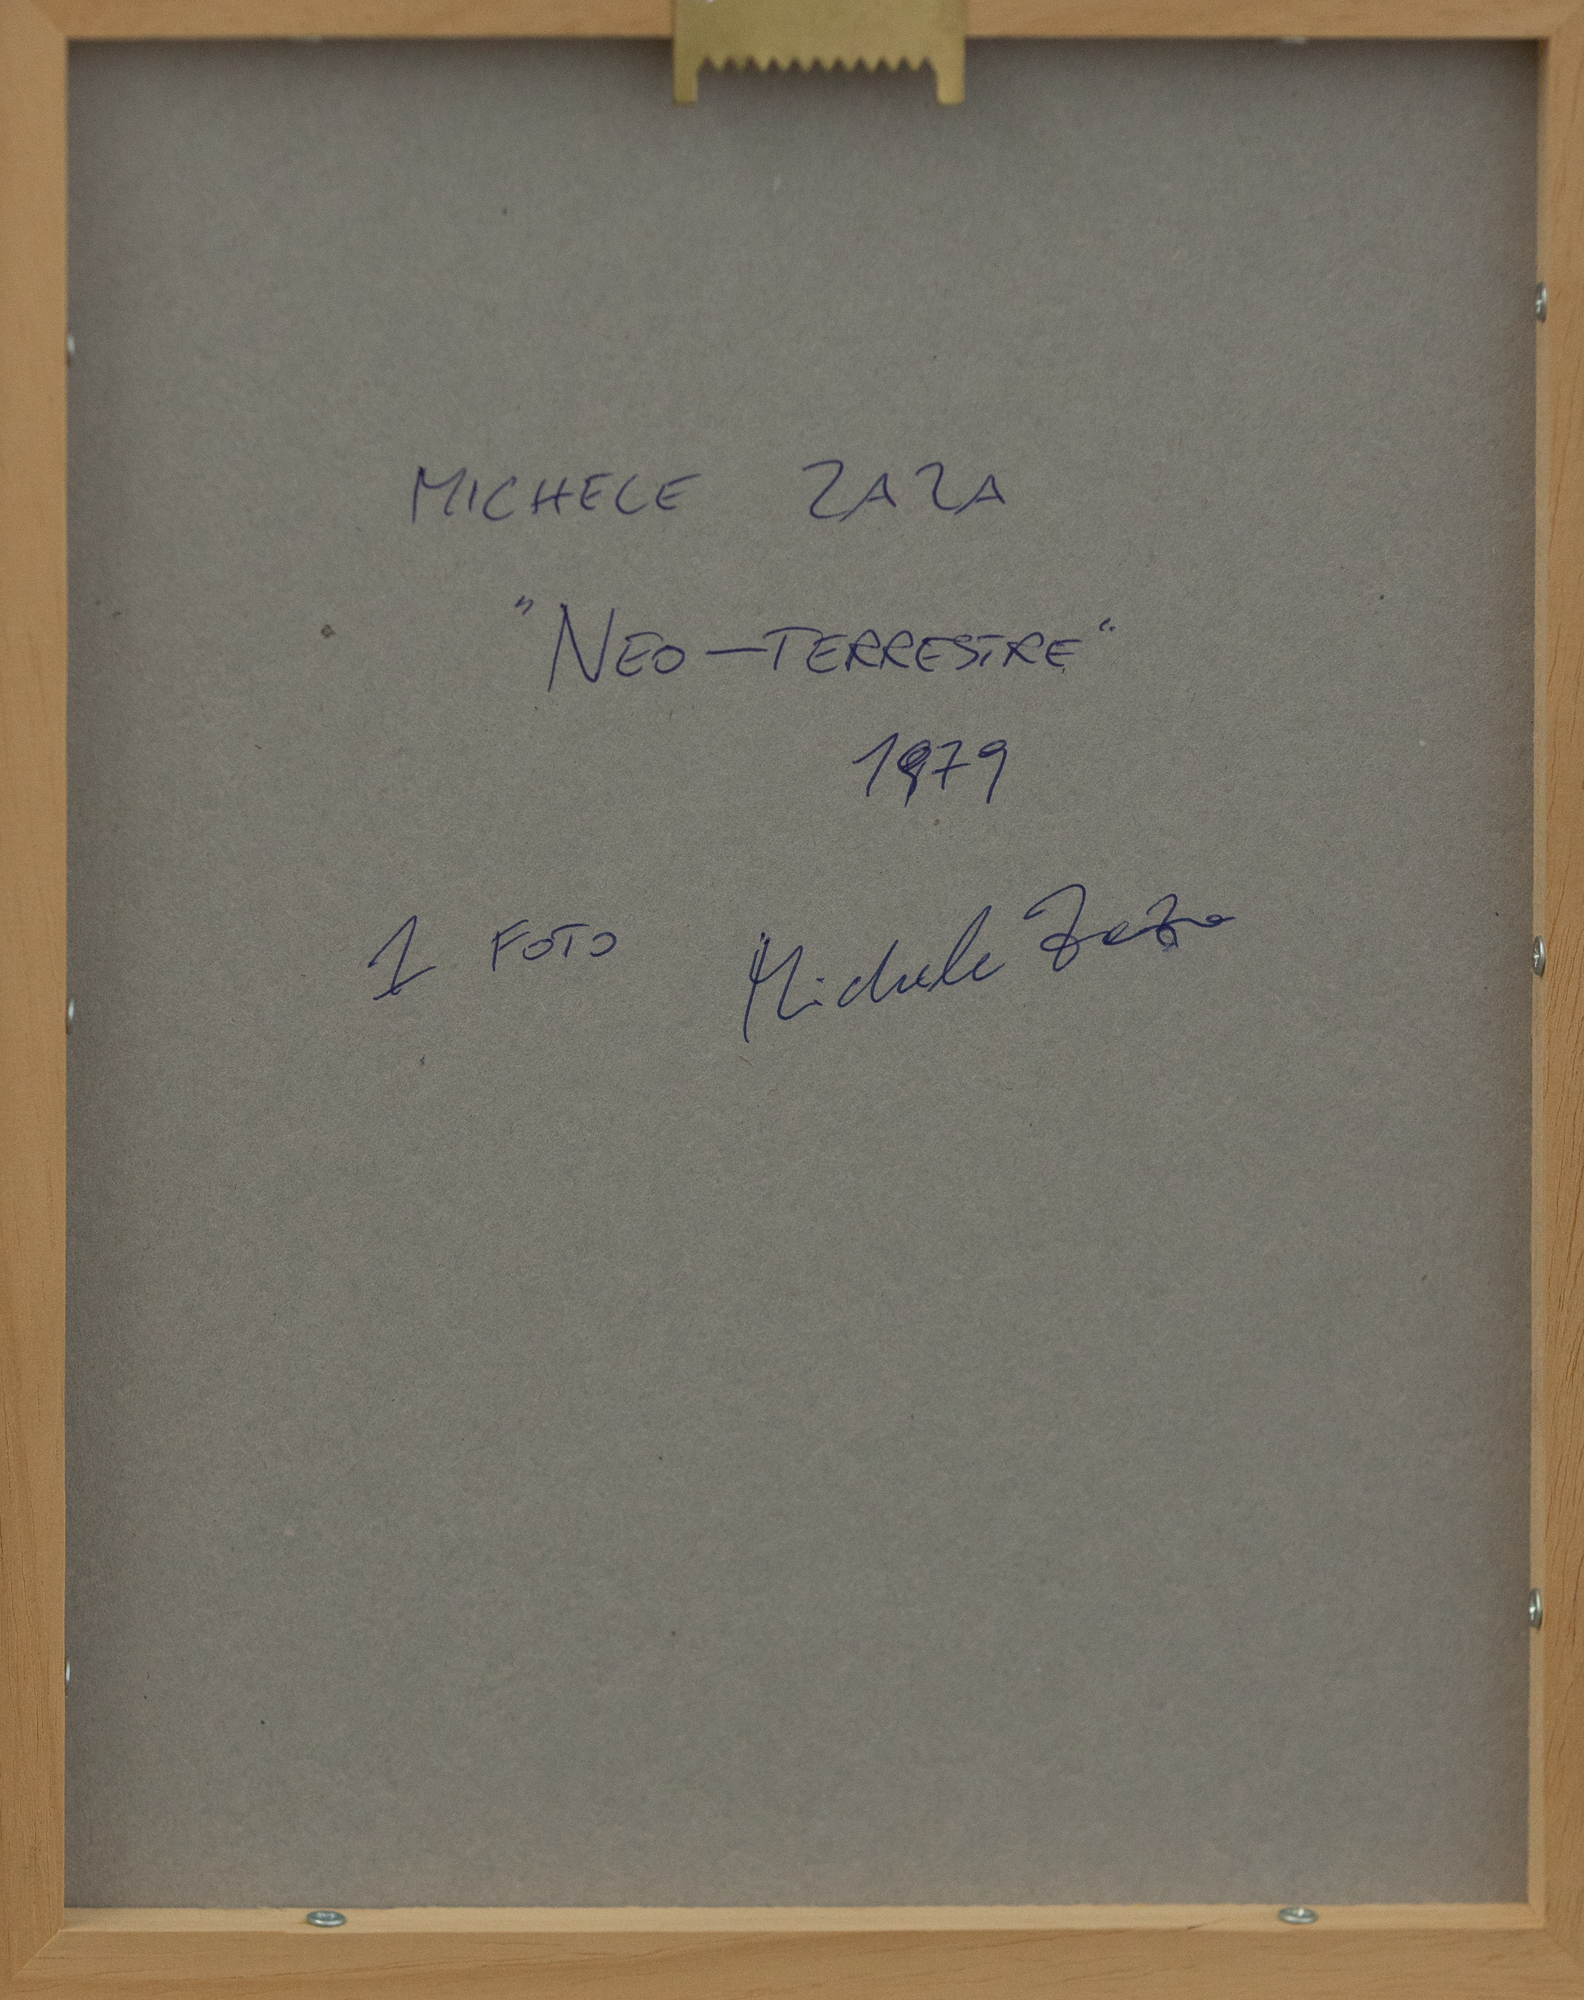 MICHELE ZAZA
"NEO-TERRESTRE"
1979
1 FOTO Michele Zaza